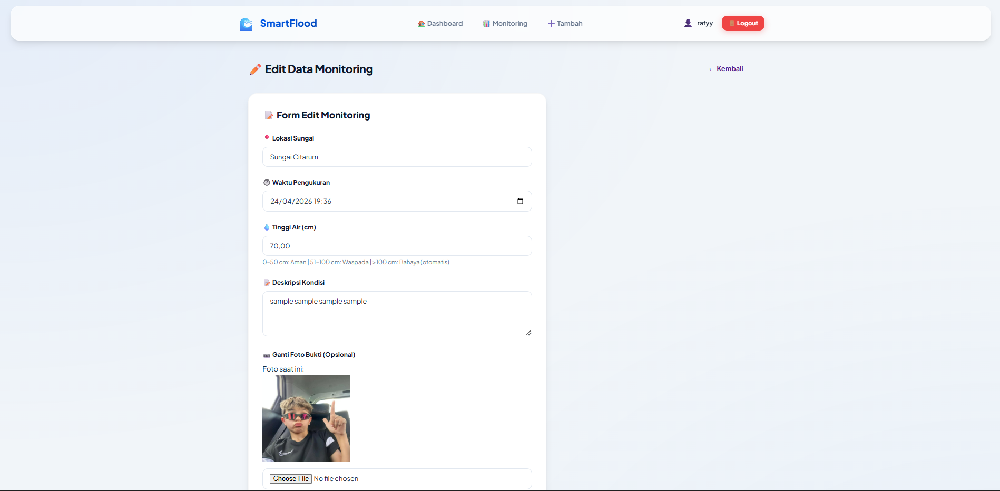 SmartFlood
Dashboard
Monitoring
Tambah
rafyy
Logout
Edit Data Monitoring
← Kembali
Form Edit Monitoring
Lokasi Sungai
Sungai Citarum
Waktu Pengukuran
24/04/2026 19:36
Tinggi Air (cm)
70,00
0–50 cm: Aman | 51–100 cm: Waspada | >100 cm: Bahaya (otomatis)
Deskripsi Kondisi
sample sample sample sample
Ganti Foto Bukti (Opsional)
Foto saat ini:
Choose File No file chosen